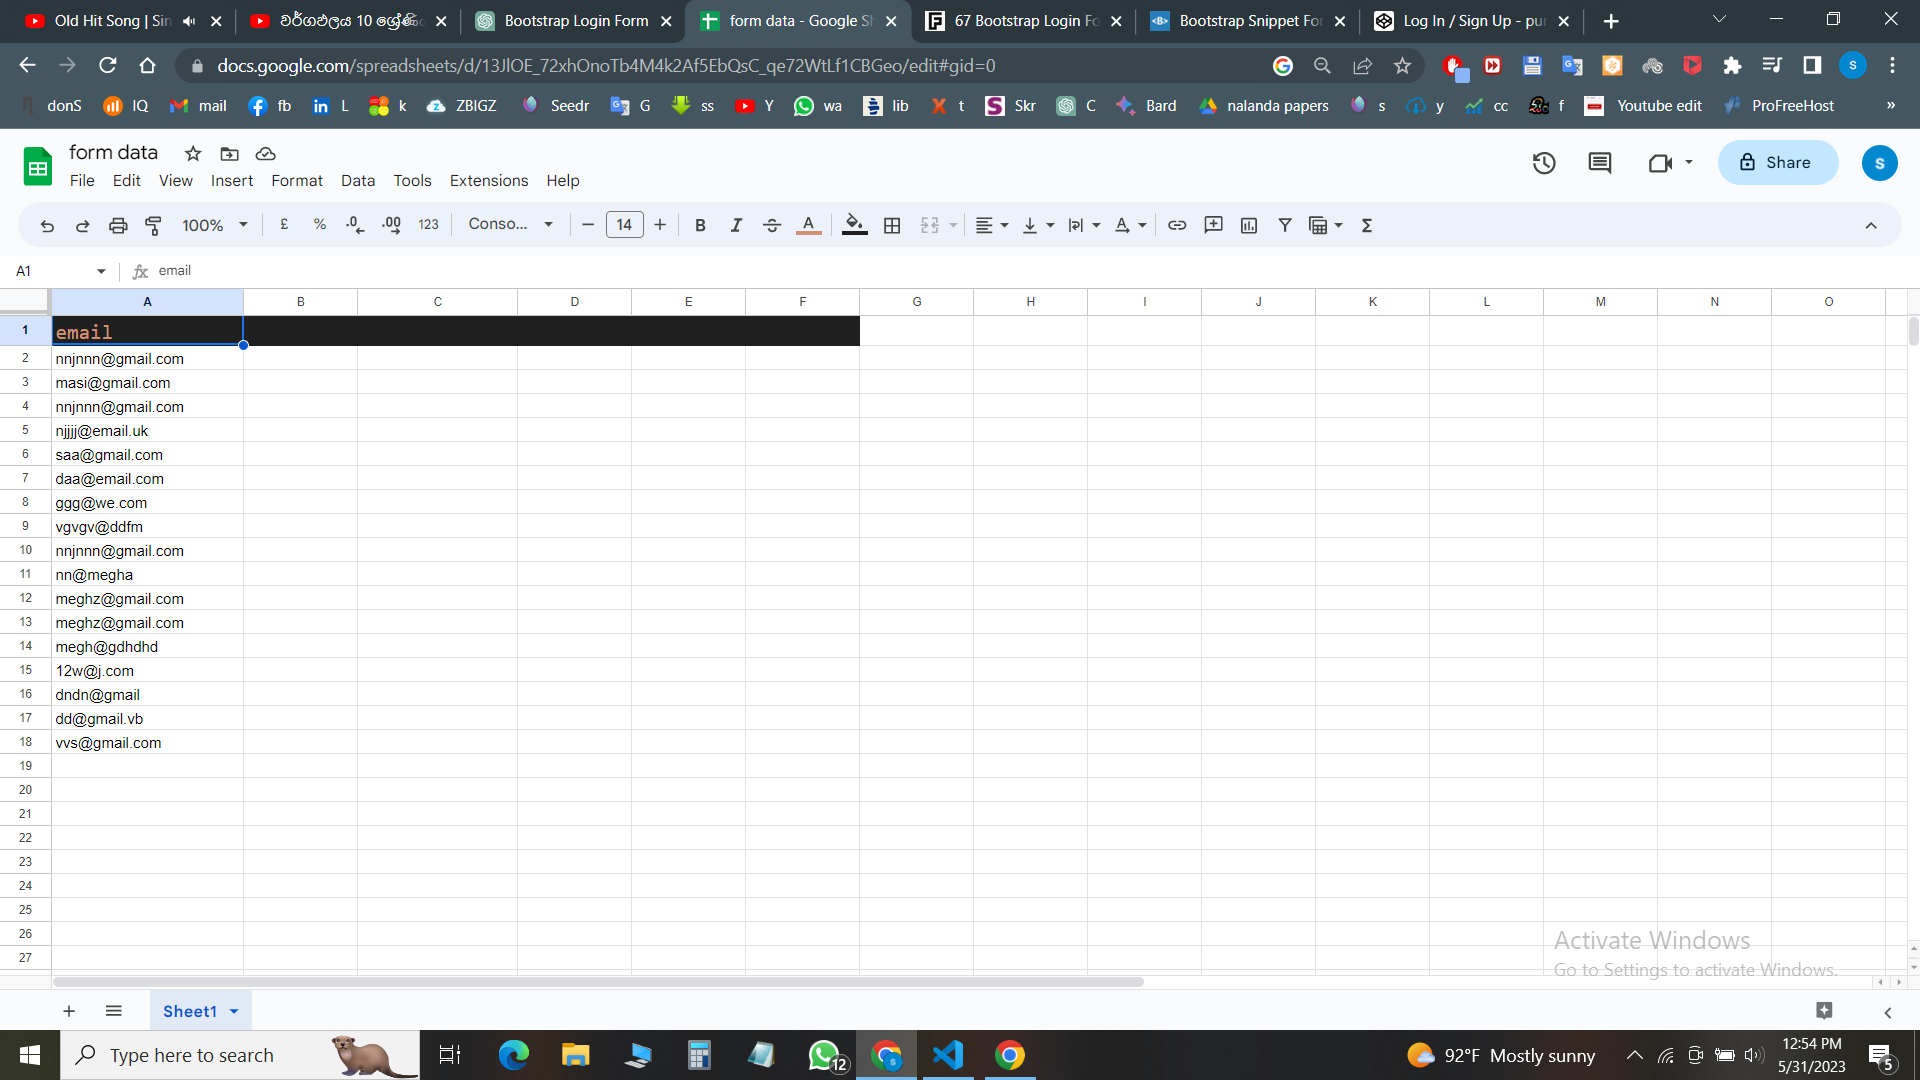 Old Hit Song | Sin
Bootstrap Login Form
form data - Google Sh
67 Bootstrap Login Fo
Bootstrap Snippet For
Log In / Sign Up - pur
docs.google.com/spreadsheets/d/13JlOE_72xhOnoTb4M4k2Af5EbQsC_qe72WtLf1CBGeo/edit#gid=0
donS IQ mail fb L k ZBIGZ Seedr G ss Y wa lib t Skr C Bard nalanda papers s y cc f Youtube edit ProFreeHost »
form data
File Edit View Insert Format Data Tools Extensions Help
Share
S
100% £ % .0 .00 123 Conso... 14 B I A
A1 fx email
A B C D E F G H I J K L M N O
1 email
2 nnjnnn@gmail.com
3 masi@gmail.com
4 nnjnnn@gmail.com
5 njjjj@email.uk
6 saa@gmail.com
7 daa@email.com
8 ggg@we.com
9 vgvgv@ddfm
10 nnjnnn@gmail.com
11 nn@megha
12 meghz@gmail.com
13 meghz@gmail.com
14 megh@gdhdhd
15 12w@j.com
16 dndn@gmail
17 dd@gmail.vb
18 vvs@gmail.com
19
20
21
22
23
24
25
26
27
Activate Windows
Go to Settings to activate Windows.
Sheet1
Type here to search
12
92°F Mostly sunny
12:54 PM
5/31/2023
5